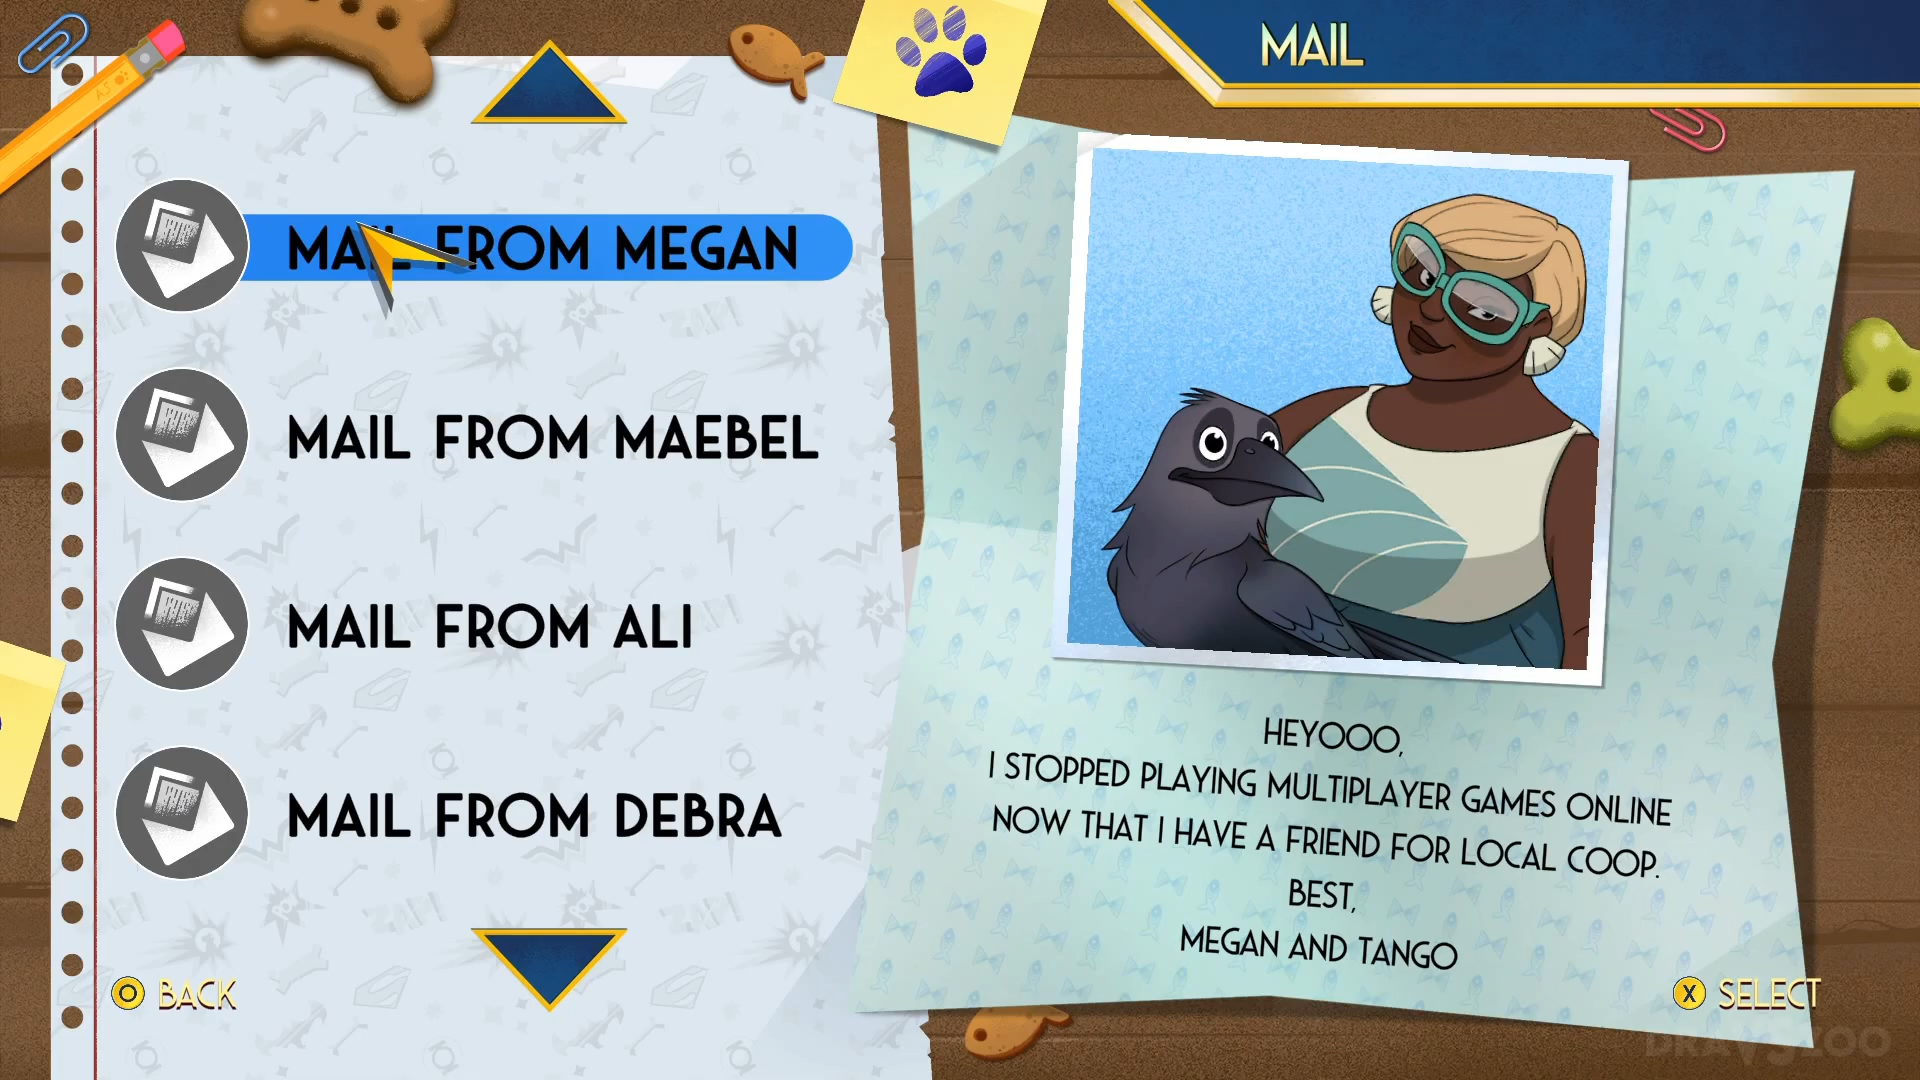 MAIL
MAIL FROM MEGAN
MAIL FROM MAEBEL
MAIL FROM ALI
MAIL FROM DEBRA
BACK
HEYOOO,
I STOPPED PLAYING MULTIPLAYER GAMES ONLINE
NOW THAT I HAVE A FRIEND FOR LOCAL COOP.
BEST,
MEGAN AND TANGO
X SELECT